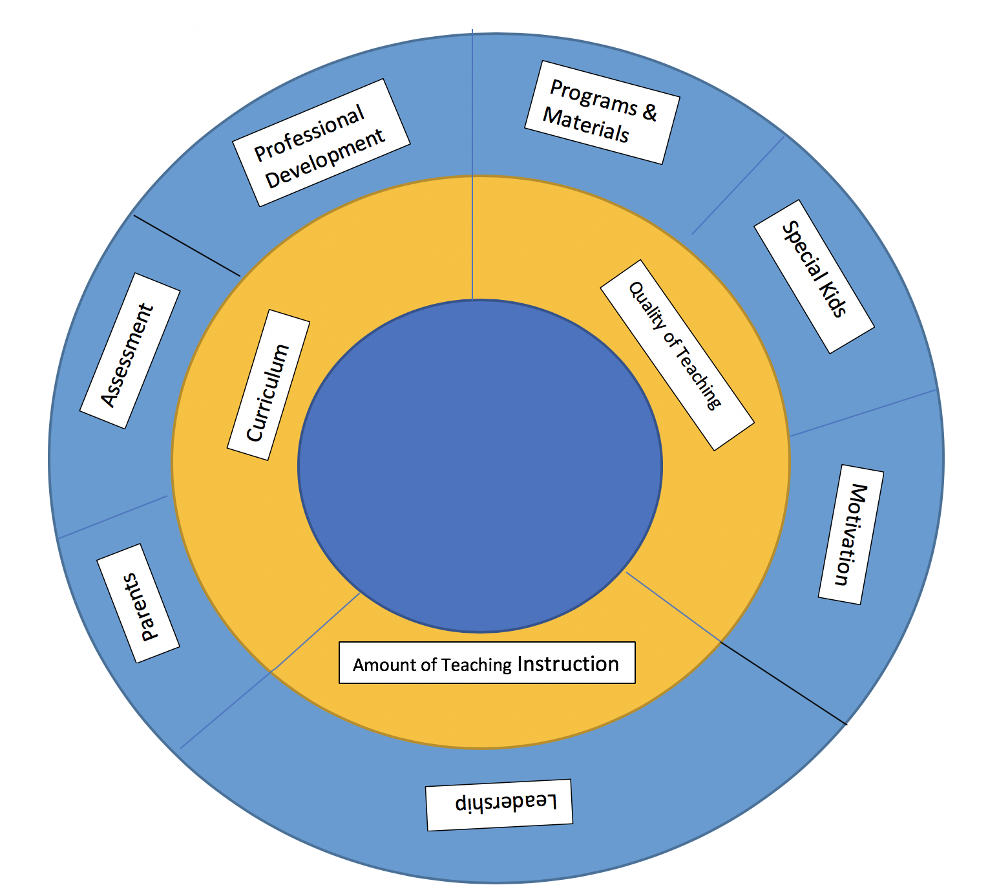 Professional
Development
Programs &
Materials
Special Kids
Motivation
Leadership
Parents
Assessment
Curriculum
Quality of Teaching
Amount of Teaching Instruction